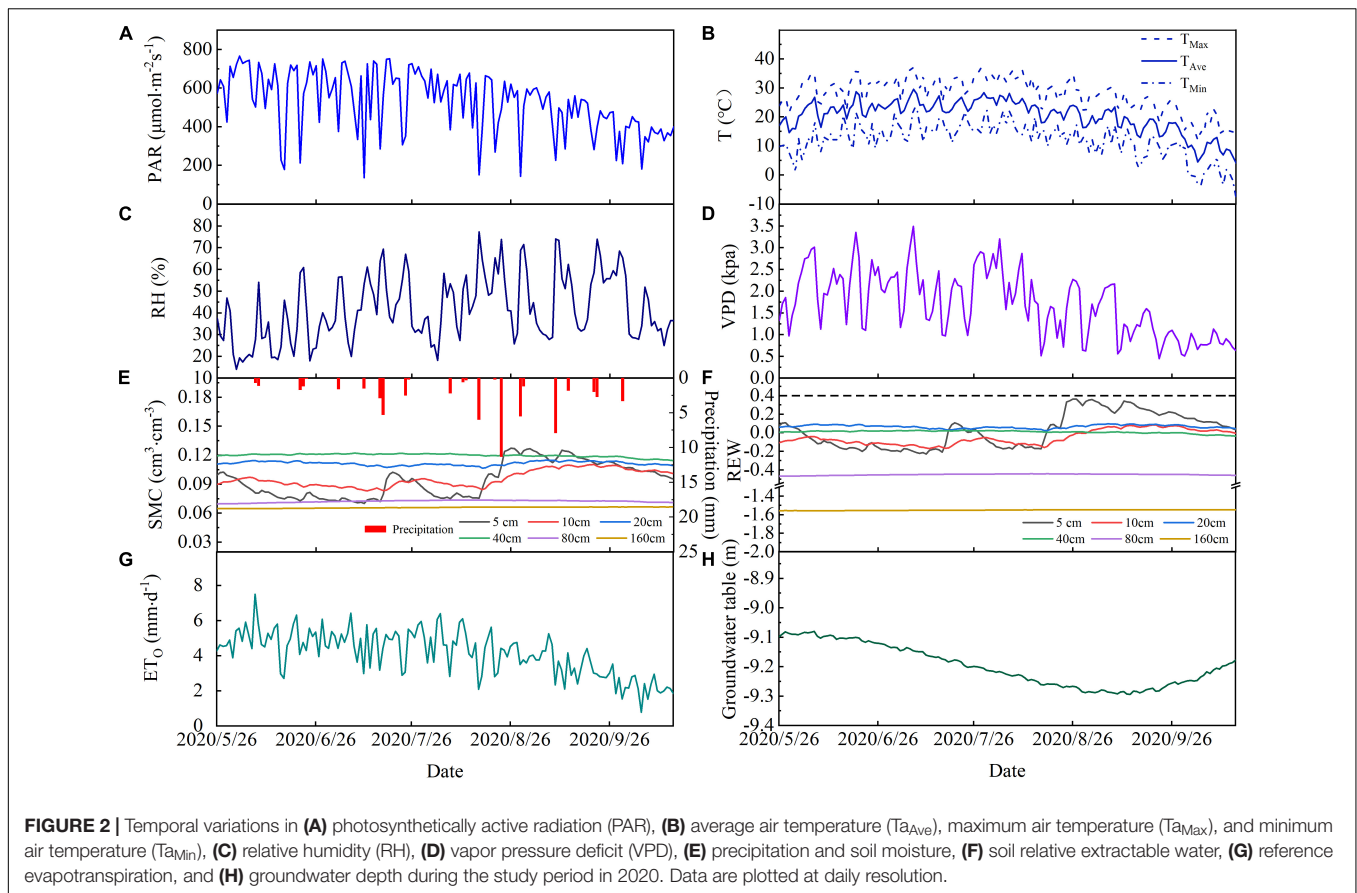 A
PAR (μmol·m⁻²s⁻¹)
800
600
400
200
0
B
T (°C)
40
30
20
10
0
-10
T_Max
T_Ave
T_Min
C
RH (%)
80
70
60
50
40
30
20
10
D
VPD (kpa)
3.5
3.0
2.5
2.0
1.5
1.0
0.5
0.0
E
SMC (cm³·cm⁻³)
0.18
0.15
0.12
0.09
0.06
0.03
0
5
10
15
20
25
Precipitation (mm)
Precipitation
5 cm
10cm
20cm
40cm
80cm
160cm
F
REW
0.4
0.2
0.0
-0.2
-0.4
-1.4
-1.6
-1.8
-2.0
5 cm
10cm
20cm
40cm
80cm
160cm
G
ET_O (mm·d⁻¹)
8
6
4
2
0
2020/5/26
2020/6/26
2020/7/26
2020/8/26
2020/9/26
Date
H
Groundwater table (m)
-8.9
-9.0
-9.1
-9.2
-9.3
-9.4
2020/5/26
2020/6/26
2020/7/26
2020/8/26
2020/9/26
Date
FIGURE 2 | Temporal variations in (A) photosynthetically active radiation (PAR), (B) average air temperature (Ta_Ave), maximum air temperature (Ta_Max), and minimum
air temperature (Ta_Min), (C) relative humidity (RH), (D) vapor pressure deficit (VPD), (E) precipitation and soil moisture, (F) soil relative extractable water, (G) reference
evapotranspiration, and (H) groundwater depth during the study period in 2020. Data are plotted at daily resolution.